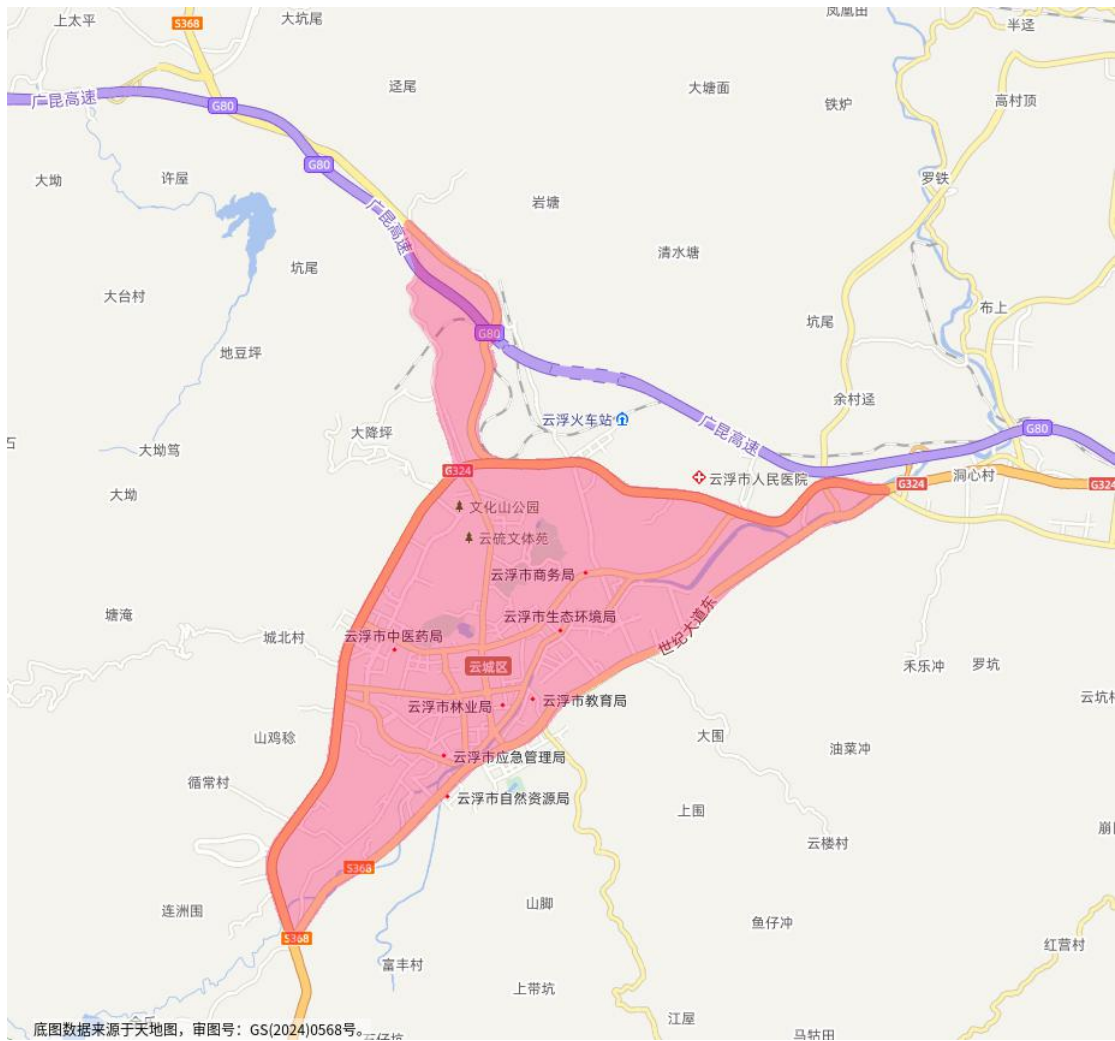 凤凰田
上太平
大坑尾
S368
半迳
迳尾
大塘面
广昆高速
G80
铁炉
高村顶
G80
大坳
许屋
罗铁
岩塘
广昆高速
清水塘
坑尾
大台村
布上
坑尾
G80
地豆坪
余村迳
云浮火车站
大降坪
广昆高速
G80
石
大坳笃
G324
云浮市人民医院
洞心村
G324
G324
大坳
文化山公园
云硫文体苑
云浮市商务局
塘淹
云浮市生态环境局
世纪大道东
城北村
云浮市中医药局
云城区
禾乐冲
罗坑
云浮市林业局
云浮市教育局
云坑村
山鸡稔
大围
油菜冲
云浮市应急管理局
循常村
云浮市自然资源局
上围
云楼村
S368
山脚
连洲围
鱼仔冲
S368
红营村
富丰村
上带坑
江屋
底图数据来源于天地图，审图号：GS(2024)0568号。
马牯田